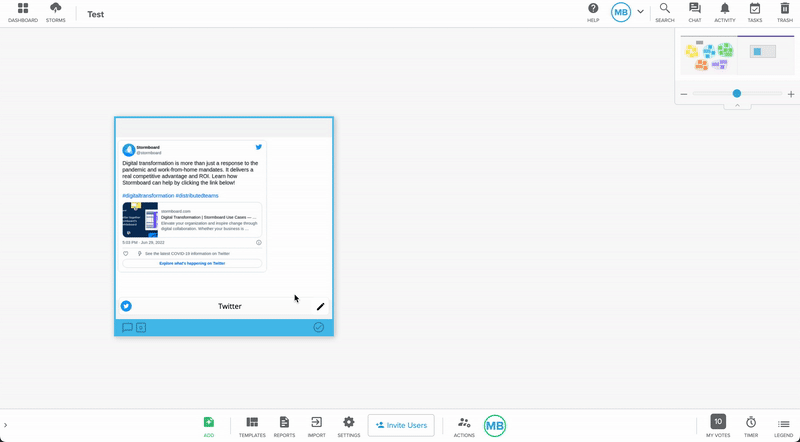 DASHBOARD
STORMS
Test
HELP
MB
SEARCH
CHAT
ACTIVITY
TASKS
TRASH
Stormboard
@stormboard
Digital transformation is more than just a response to the
pandemic and work-from-home mandates. It delivers a
real competitive advantage and ROI. Learn how
Stormboard can help by clicking the link below!
#digitaltransformation #distributedteams
stormboard.com
Digital Transformation | Stormboard Use Cases — ...
Elevate your organization and inspire change through
digital collaboration. Whether your business is ...
5:03 PM · Jun 29, 2022
See the latest COVID-19 information on Twitter
Explore what's happening on Twitter
Twitter
0
ADD
TEMPLATES
REPORTS
IMPORT
SETTINGS
Invite Users
ACTIONS
MB
10
MY VOTES
TIMER
LEGEND